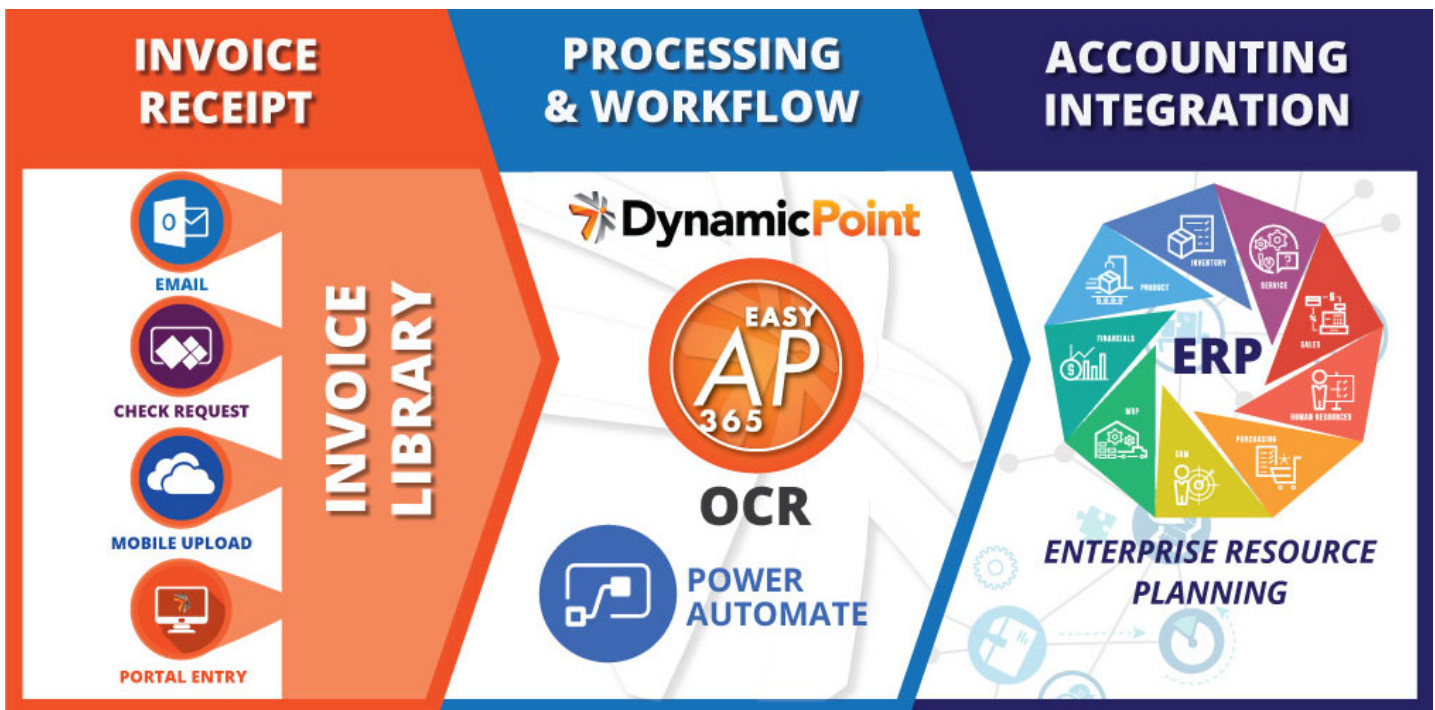 INVOICE
RECEIPT
EMAIL
CHECK REQUEST
MOBILE UPLOAD
PORTAL ENTRY
INVOICE
LIBRARY
PROCESSING
& WORKFLOW
DynamicPoint
EASY
AP
365
OCR
POWER
AUTOMATE
ACCOUNTING
INTEGRATION
INVENTORY
SERVICE
PRODUCT
SALES
FINANCIALS
ERP
HUMAN RESOURCES
MRP
PURCHASING
CRM
ENTERPRISE RESOURCE
PLANNING